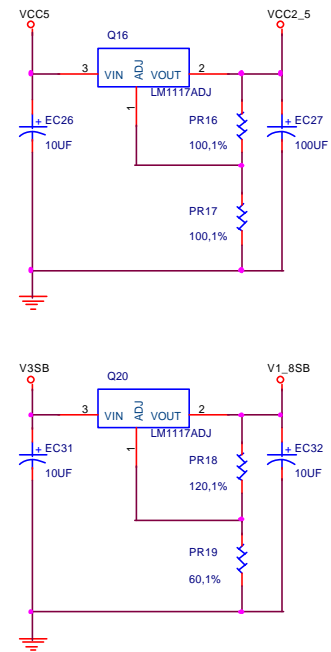 VCC5
VCC2_5
Q16
3
VIN
ADJ
VOUT
2
LM1117ADJ
1
+
EC26
10UF
PR16
100,1%
+
EC27
100UF
PR17
100,1%
V3SB
V1_8SB
Q20
3
VIN
ADJ
VOUT
2
LM1117ADJ
1
+
EC31
10UF
PR18
120,1%
+
EC32
10UF
PR19
60,1%